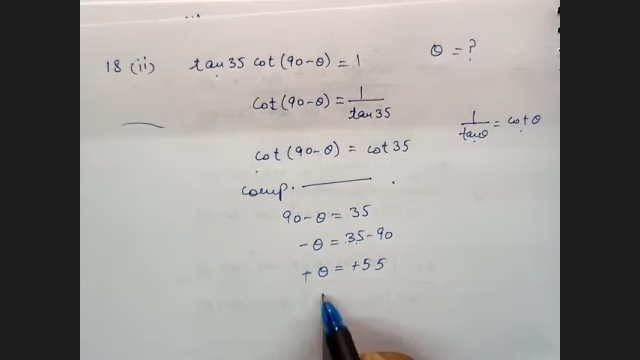 18 (ii) tan 35 cot (90-θ) = 1 θ = ?
cot (90-θ) = 1/tan 35
1/tanθ = cot θ
cot (90-θ) = cot 35
comp.
90-θ = 35
-θ = 35-90
+θ = +55